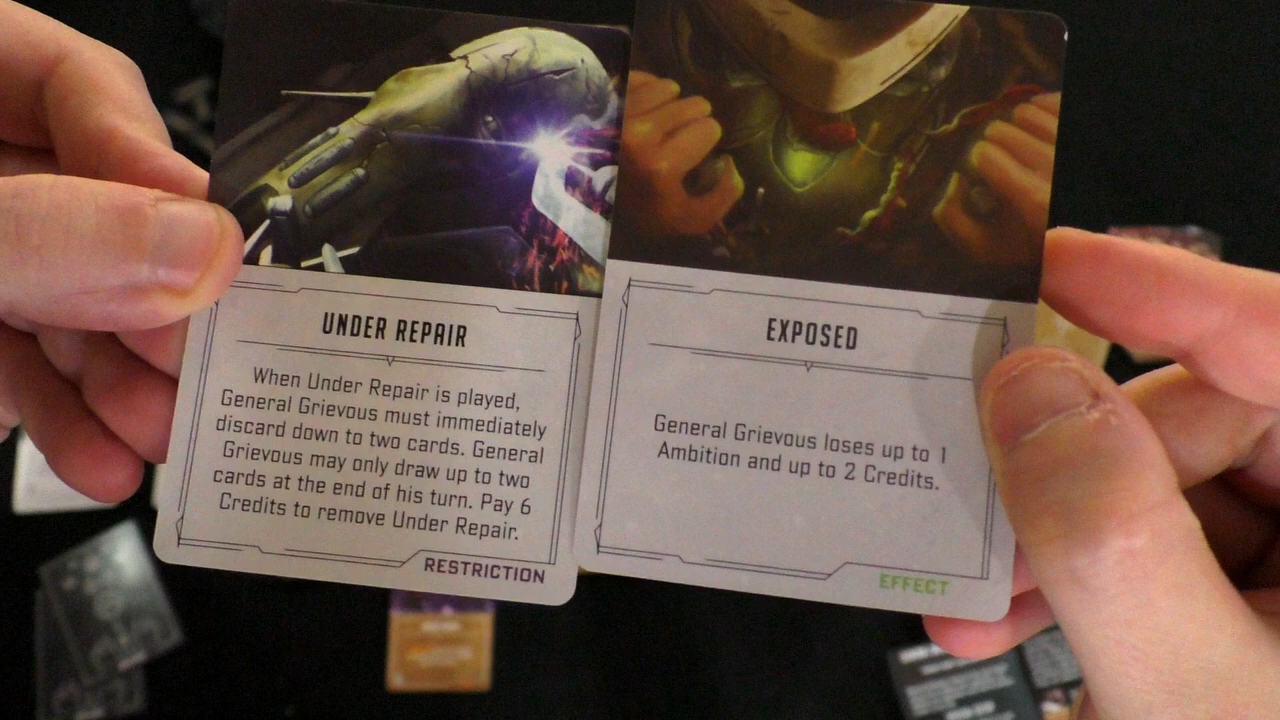 UNDER REPAIR
When Under Repair is played,
General Grievous must immediately
discard down to two cards. General
Grievous may only draw up to two
cards at the end of his turn. Pay 6
Credits to remove Under Repair.
RESTRICTION
EXPOSED
General Grievous loses up to 1
Ambition and up to 2 Credits.
EFFECT